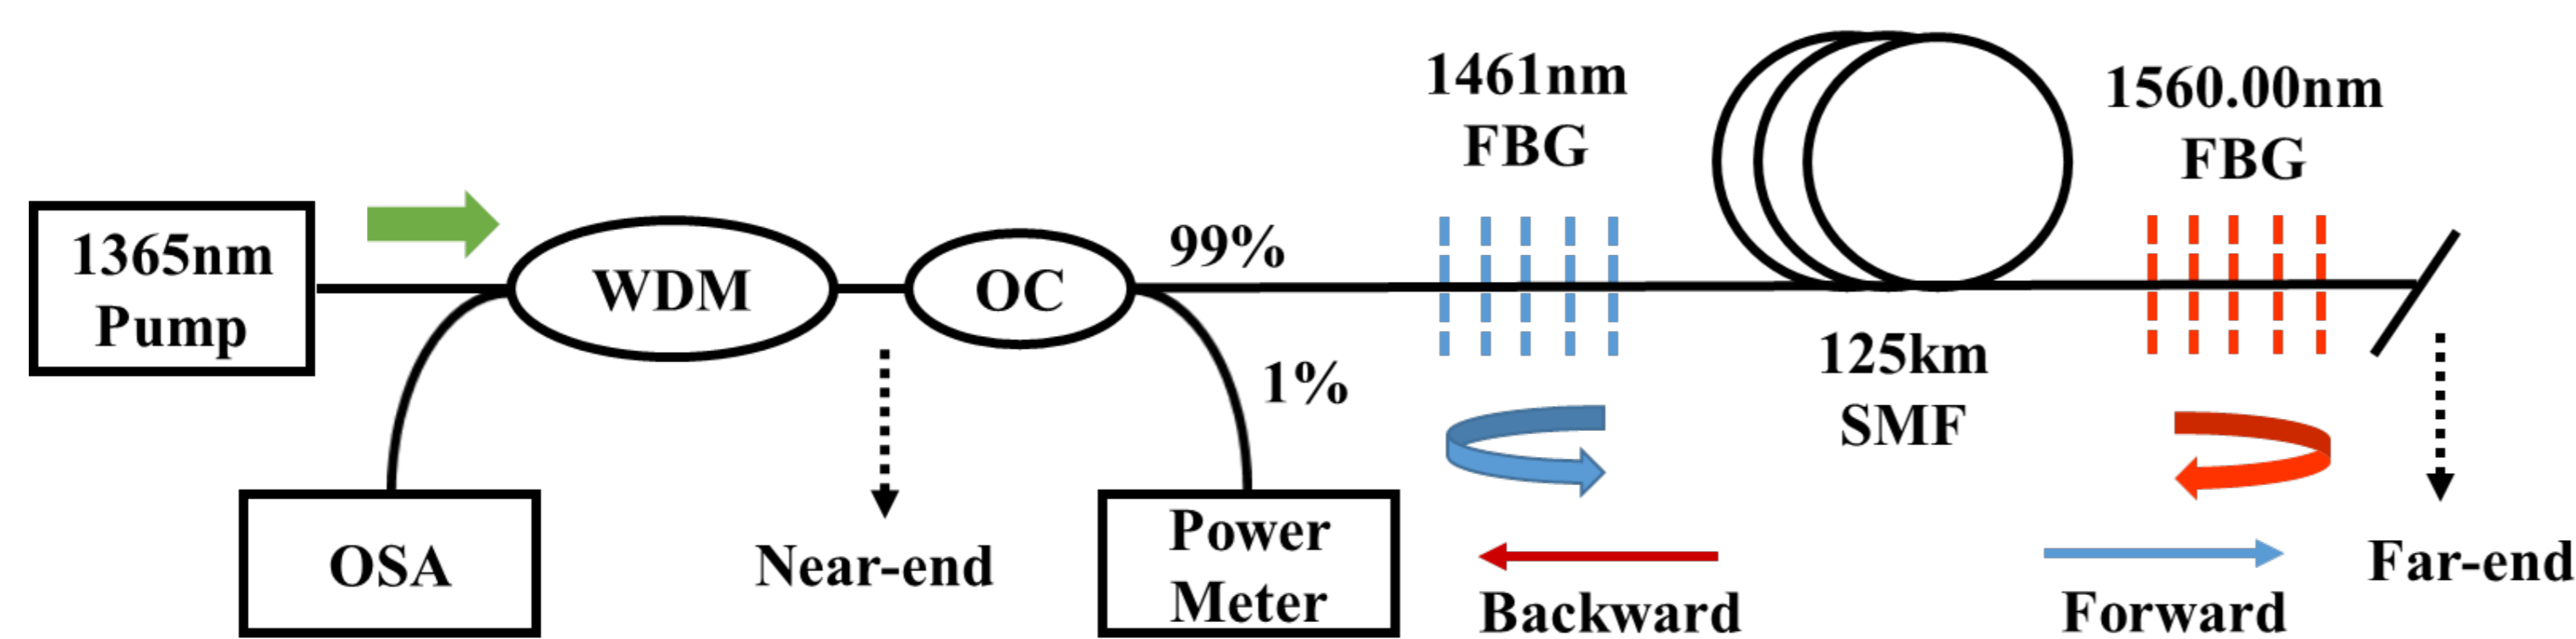 1365nm
Pump
WDM
OC
99%
1%
OSA
Near-end
Power
Meter
1461nm
FBG
125km
SMF
1560.00nm
FBG
Backward
Forward
Far-end